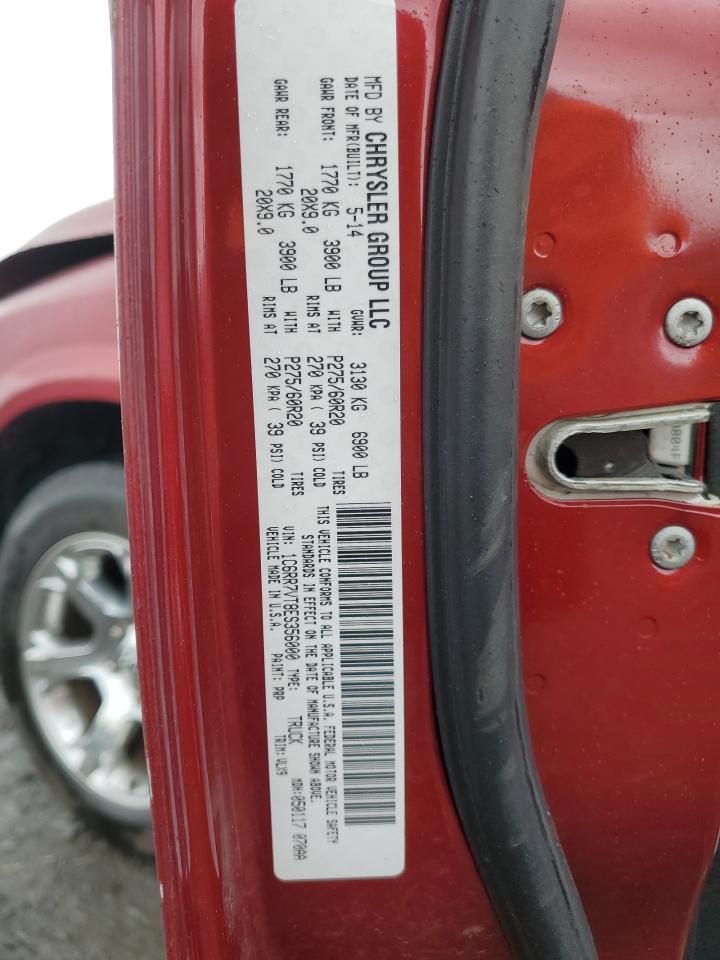 MFD BY CHRYSLER GROUP LLC
DATE OF MFR(BUILT): 5-14 GVWR: 3130 KG 6900 LB
GAWR FRONT: 1770 KG 3900 LB WITH P275/60R20 TIRES
20X9.0 RIMS AT 270 KPA ( 39 PSI) COLD
GAWR REAR: 1770 KG 3900 LB WITH P275/60R20 TIRES
20X9.0 RIMS AT 270 KPA ( 39 PSI) COLD
THIS VEHICLE CONFORMS TO ALL APPLICABLE U.S.A. FEDERAL MOTOR VEHICLE SAFETY
STANDARDS IN EFFECT ON THE DATE OF MANUFACTURE SHOWN ABOVE.
VIN: 1C6RR7VT8ES356000 TYPE: TRUCK MDH:050117 070AA
VEHICLE MADE IN U.S.A. PAINT: PRP TRIM: VLX9